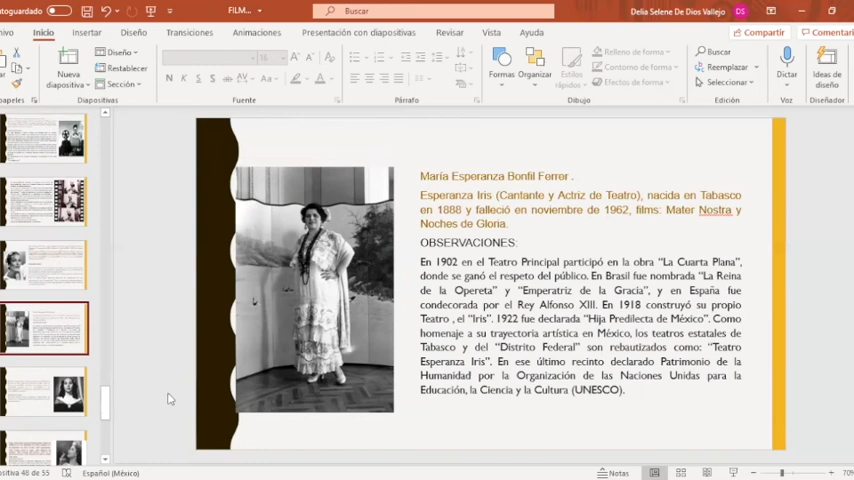 toguardado
FILM...
Buscar
Delia Selene De Dios Vallejo
DS
Inicio
Insertar
Diseño
Transiciones
Animaciones
Presentación con diapositivas
Revisar
Vista
Ayuda
Compartir
Comentari
Nueva diapositiva
Diseño
Restablecer
Sección
Formas
Organizar
Estilos rápidos
Relleno de forma
Contorno de forma
Efectos de forma
Buscar
Reemplazar
Seleccionar
Dictar
Ideas de diseño
Diapositivas
Fuente
Párrafo
Dibujo
Edición
Voz
Diseñador
María Esperanza Bonfil Ferrer .
Esperanza Iris (Cantante y Actriz de Teatro), nacida en Tabasco
en 1888 y falleció en noviembre de 1962, films: Mater Nostra y
Noches de Gloria.
OBSERVACIONES:
En 1902 en el Teatro Principal participó en la obra “La Cuarta Plana”,
donde se ganó el respeto del público. En Brasil fue nombrada “La Reina
de la Opereta” y “Emperatriz de la Gracia”, y en España fue
condecorada por el Rey Alfonso XIII. En 1918 construyó su propio
Teatro , el “Iris”. 1922 fue declarada “Hija Predilecta de México”. Como
homenaje a su trayectoria artística en México, los teatros estatales de
Tabasco y del “Distrito Federal” son rebautizados como: “Teatro
Esperanza Iris”. En ese último recinto declarado Patrimonio de la
Humanidad por la Organización de las Naciones Unidas para la
Educación, la Ciencia y la Cultura (UNESCO).
positiva 48 de 55
Español (México)
Notas
70%